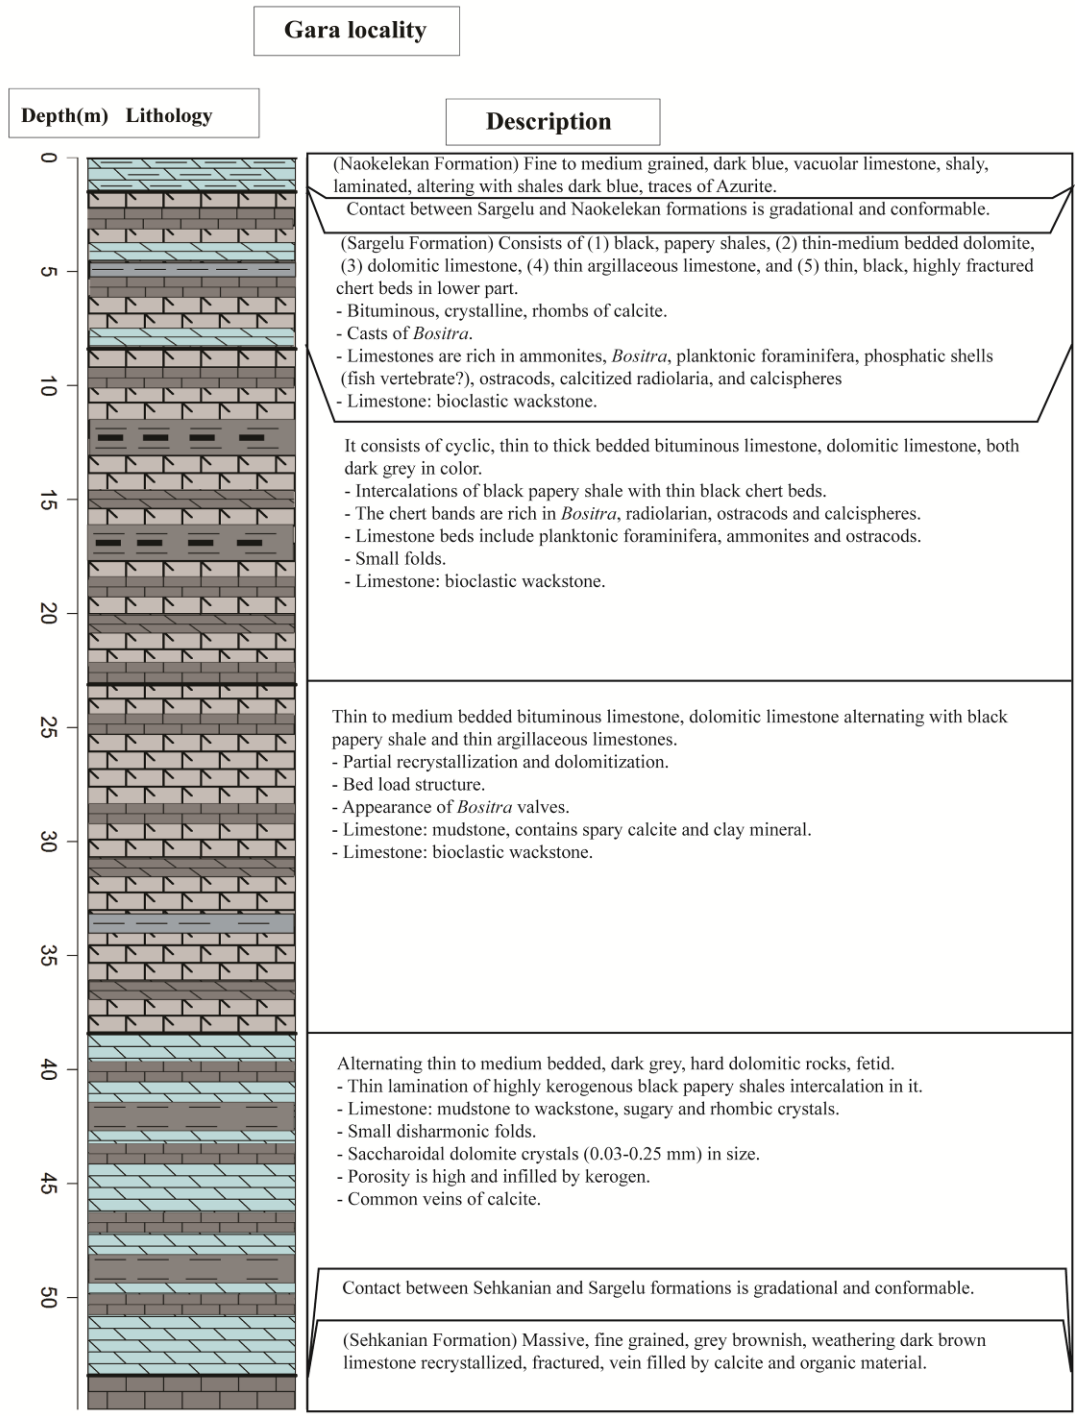 Gara locality
Depth(m) Lithology
Description
0
5
10
15
20
25
30
35
40
45
50
(Naokelekan Formation) Fine to medium grained, dark blue, vacuolar limestone, shaly,
laminated, altering with shales dark blue, traces of Azurite.
Contact between Sargelu and Naokelekan formations is gradational and conformable.
(Sargelu Formation) Consists of (1) black, papery shales, (2) thin-medium bedded dolomite,
(3) dolomitic limestone, (4) thin argillaceous limestone, and (5) thin, black, highly fractured
chert beds in lower part.
- Bituminous, crystalline, rhombs of calcite.
- Casts of Bositra.
- Limestones are rich in ammonites, Bositra, planktonic foraminifera, phosphatic shells
(fish vertebrate?), ostracods, calcitized radiolaria, and calcispheres
- Limestone: bioclastic wackstone.
It consists of cyclic, thin to thick bedded bituminous limestone, dolomitic limestone, both
dark grey in color.
- Intercalations of black papery shale with thin black chert beds.
- The chert bands are rich in Bositra, radiolarian, ostracods and calcispheres.
- Limestone beds include planktonic foraminifera, ammonites and ostracods.
- Small folds.
- Limestone: bioclastic wackstone.
Thin to medium bedded bituminous limestone, dolomitic limestone alternating with black
papery shale and thin argillaceous limestones.
- Partial recrystallization and dolomitization.
- Bed load structure.
- Appearance of Bositra valves.
- Limestone: mudstone, contains spary calcite and clay mineral.
- Limestone: bioclastic wackstone.
Alternating thin to medium bedded, dark grey, hard dolomitic rocks, fetid.
- Thin lamination of highly kerogenous black papery shales intercalation in it.
- Limestone: mudstone to wackstone, sugary and rhombic crystals.
- Small disharmonic folds.
- Saccharoidal dolomite crystals (0.03-0.25 mm) in size.
- Porosity is high and infilled by kerogen.
- Common veins of calcite.
Contact between Sehkanian and Sargelu formations is gradational and conformable.
(Sehkanian Formation) Massive, fine grained, grey brownish, weathering dark brown
limestone recrystallized, fractured, vein filled by calcite and organic material.